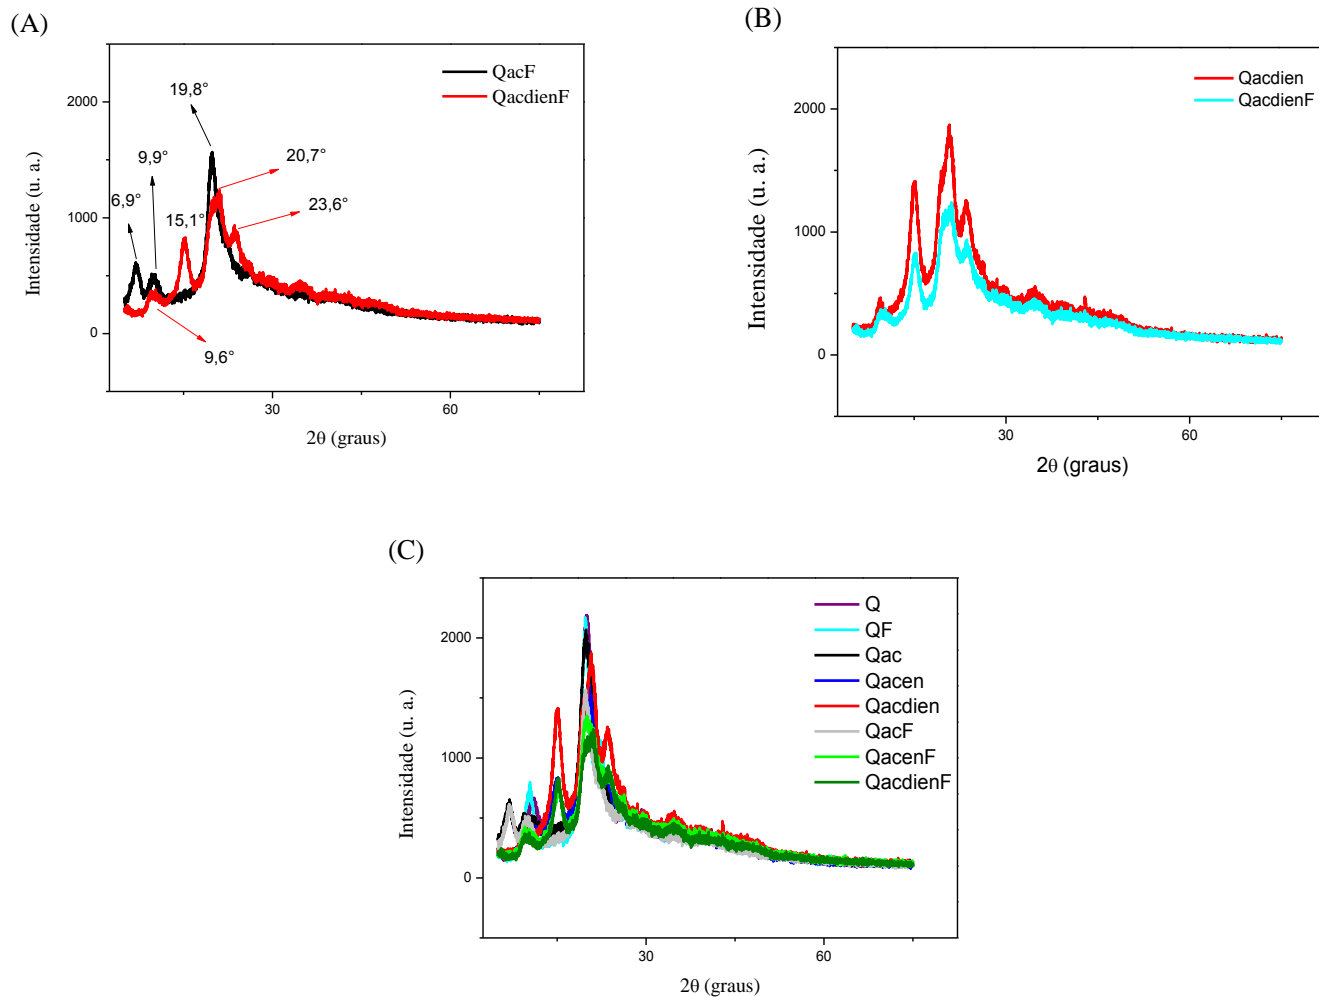 (A)
QacF
QacdienF
19,8°
9,9°
6,9°
15,1°
20,7°
23,6°
9,6°
2000
1000
0
30
60
Intensidade (u. a.)
2θ (graus)
(B)
Qacdien
QacdienF
2000
1000
0
30
60
Intensidade (u. a.)
2θ (graus)
(C)
Q
QF
Qac
Qacen
Qacdien
QacF
QacenF
QacdienF
2000
1000
0
30
60
Intensidade (u. a.)
2θ (graus)